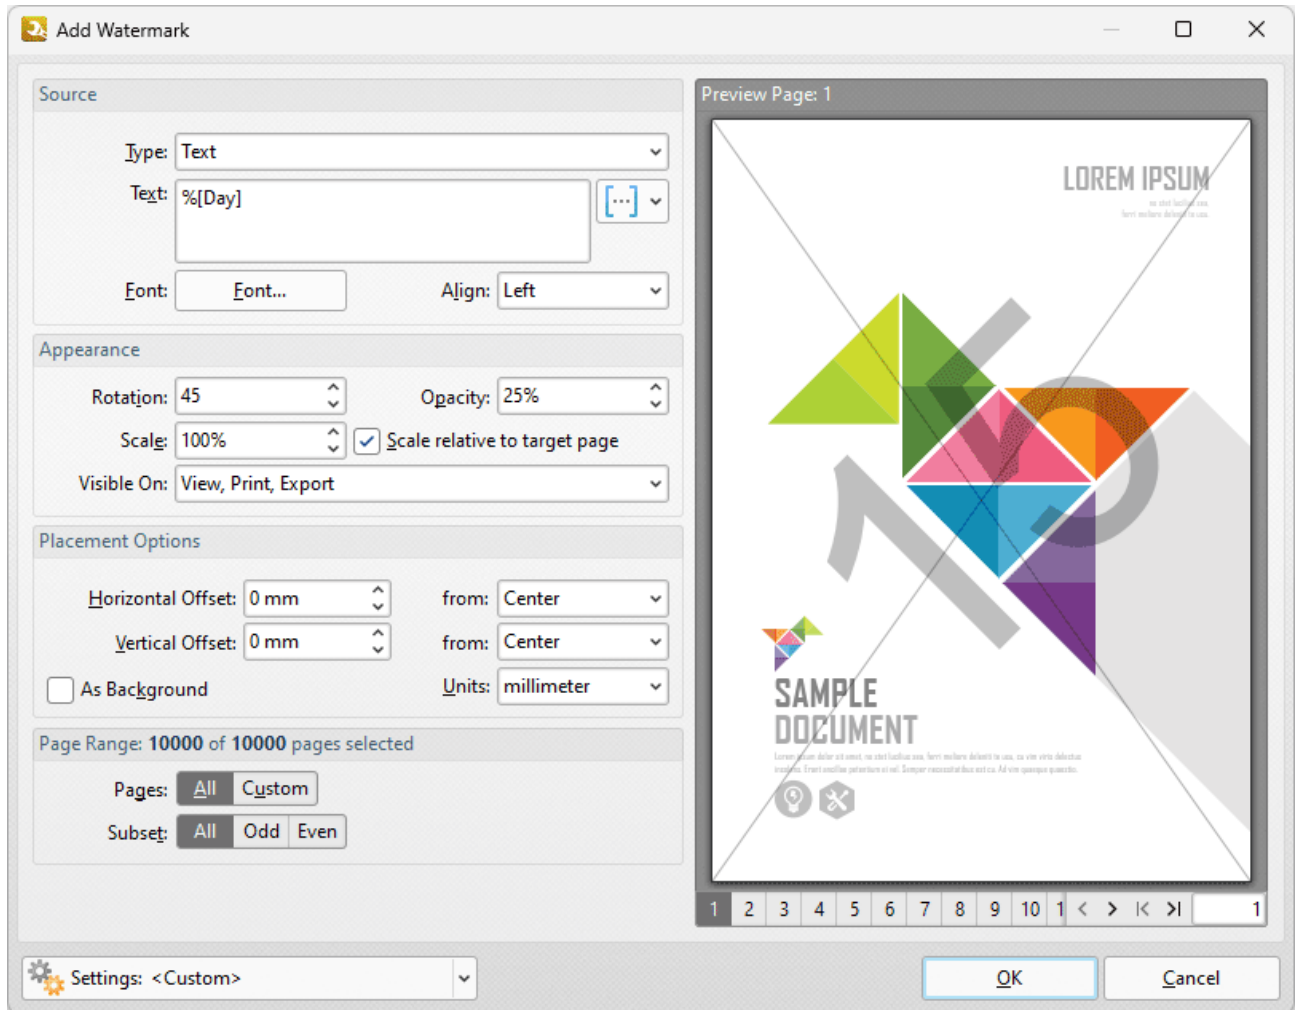 Add Watermark
Source
Type: Text
Text: %[Day]
Font: Font... Align: Left
Appearance
Rotation: 45 Opacity: 25%
Scale: 100% Scale relative to target page
Visible On: View, Print, Export
Placement Options
Horizontal Offset: 0 mm from: Center
Vertical Offset: 0 mm from: Center
As Background Units: millimeter
Page Range: 10000 of 10000 pages selected
Pages: All Custom
Subset: All Odd Even
Preview Page: 1
LOREM IPSUM
15
SAMPLE
DOCUMENT
1 2 3 4 5 6 7 8 9 10 1 1
Settings: <Custom>
OK Cancel